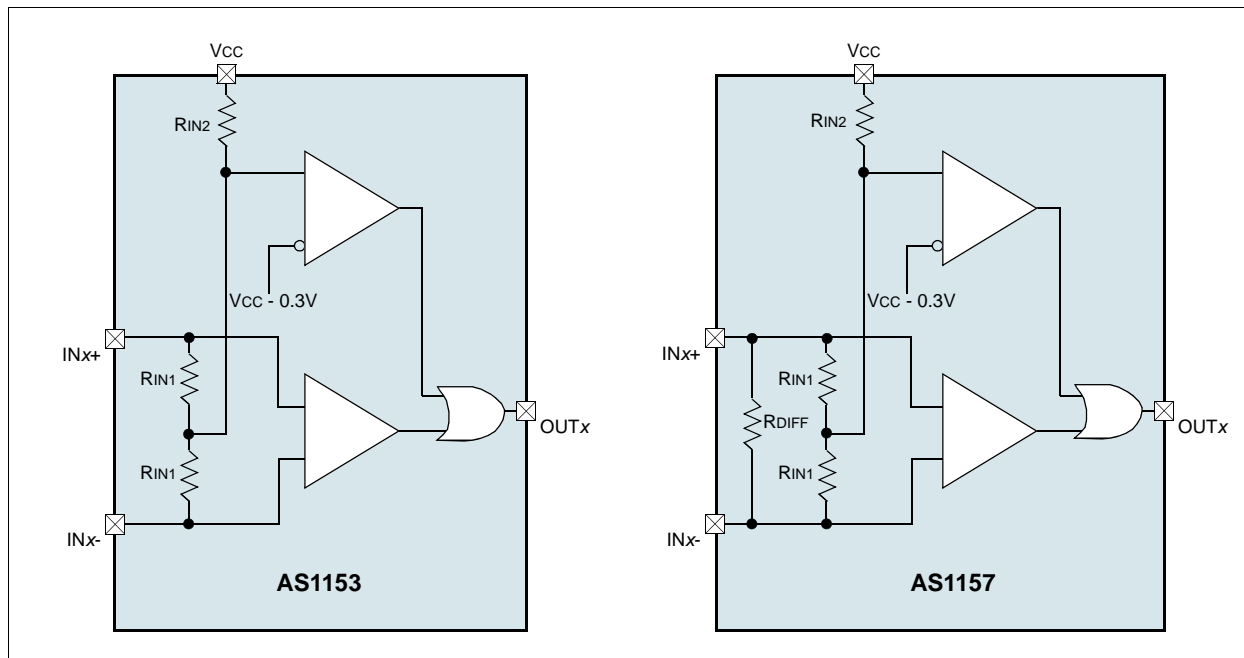 VCC
RIN2
VCC - 0.3V
INx+
RIN1
RIN1
OUTx
INx-
AS1153
VCC
RIN2
VCC - 0.3V
INx+
RIN1
RDIFF
RIN1
OUTx
INx-
AS1157